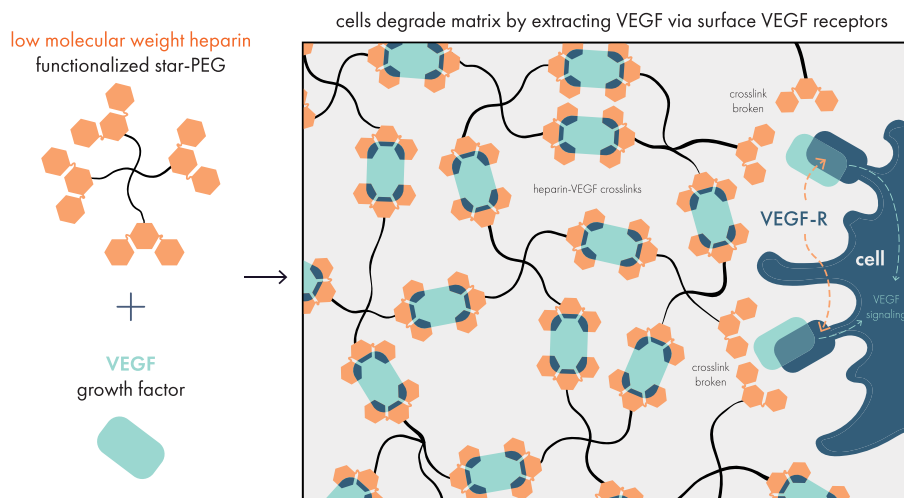 cells degrade matrix by extracting VEGF via surface VEGF receptors
low molecular weight heparin
functionalized star-PEG
+
VEGF
growth factor
crosslink
broken
heparin-VEGF crosslinks
VEGF-R
cell
VEGF
signaling
crosslink
broken